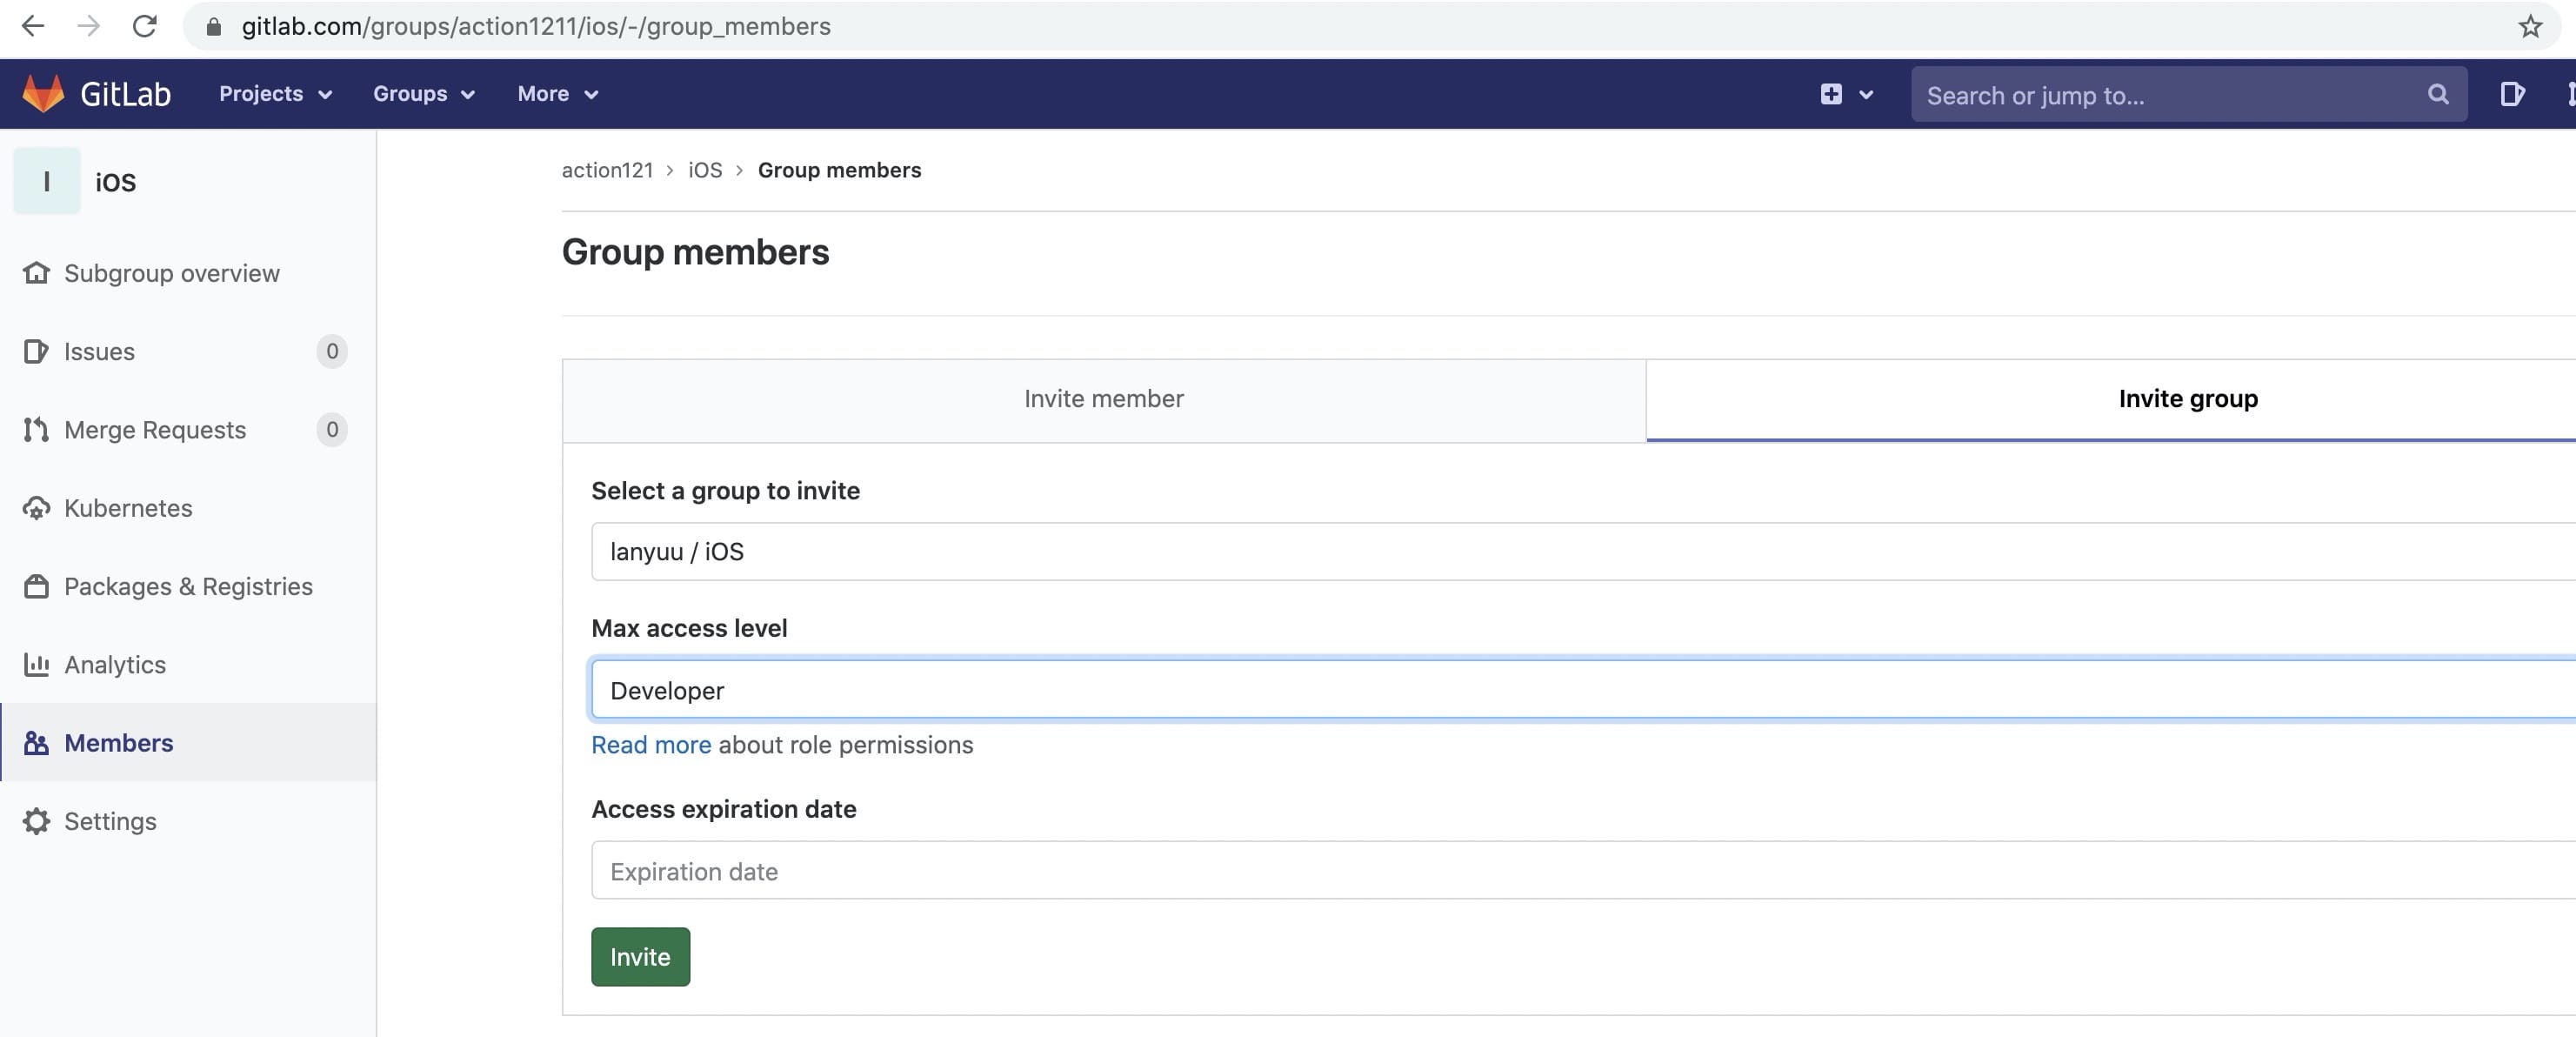 gitlab.com/groups/action1211/ios/-/group_members
GitLab Projects Groups More Search or jump to...
I iOS
Subgroup overview
Issues 0
Merge Requests 0
Kubernetes
Packages & Registries
Analytics
Members
Settings
action121 > iOS > Group members
Group members
Invite member Invite group
Select a group to invite
lanyuu / iOS
Max access level
Developer
Read more about role permissions
Access expiration date
Expiration date
Invite